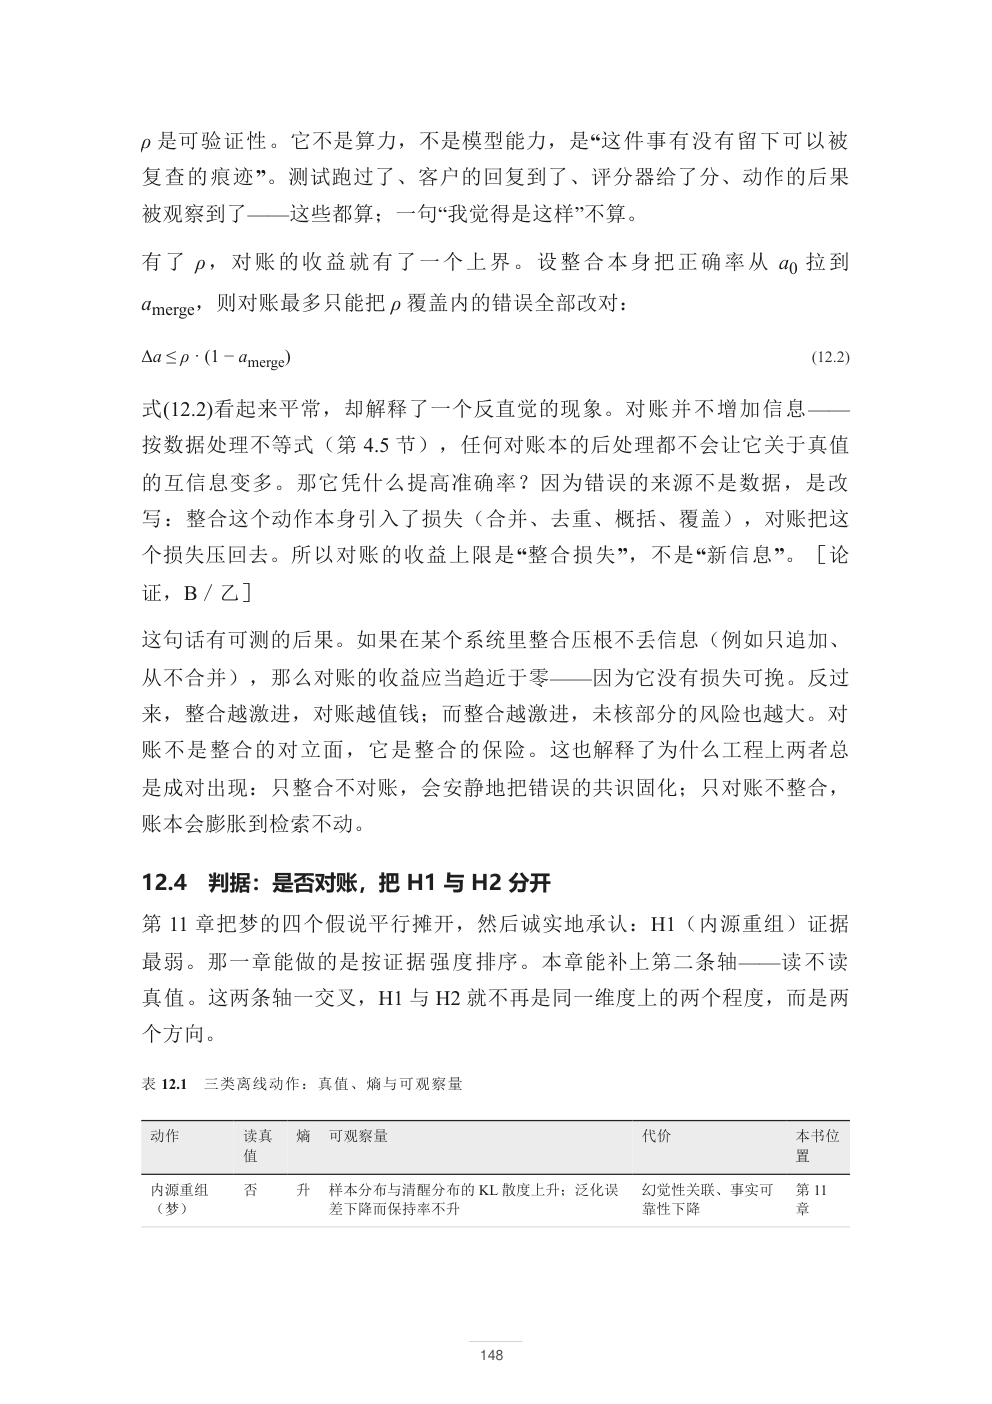 ρ 是可验证性。它不是算力，不是模型能力，是“这件事有没有留下可以被
复查的痕迹”。测试跑过了、客户的回复到了、评分器给了分、动作的后果
被观察到了——这些都算；一句“我觉得是这样”不算。
有了 ρ，对账的收益就有了一个上界。设整合本身把正确率从 a0 拉到
amerge，则对账最多只能把 ρ 覆盖内的错误全部改对：
Δa ≤ ρ · (1 − amerge) (12.2)
式(12.2)看起来平常，却解释了一个反直觉的现象。对账并不增加信息——
按数据处理不等式（第 4.5 节），任何对账本的后处理都不会让它关于真值
的互信息变多。那它凭什么提高准确率？因为错误的来源不是数据，是改
写：整合这个动作本身引入了损失（合并、去重、概括、覆盖），对账把这
个损失压回去。所以对账的收益上限是“整合损失”，不是“新信息”。［论
证，B / 乙］
这句话有可测的后果。如果在某个系统里整合压根不丢信息（例如只追加、
从不合并），那么对账的收益应当趋近于零——因为它没有损失可挽。反过
来，整合越激进，对账越值钱；而整合越激进，未核部分的风险也越大。对
账不是整合的对立面，它是整合的保险。这也解释了为什么工程上两者总
是成对出现：只整合不对账，会安静地把错误的共识固化；只对账不整合，
账本会膨胀到检索不动。
12.4 判据：是否对账，把 H1 与 H2 分开
第 11 章把梦的四个假说平行摊开，然后诚实地承认：H1（内源重组）证据
最弱。那一章能做的是按证据强度排序。本章能补上第二条轴——读不读
真值。这两条轴一交叉，H1 与 H2 就不再是同一维度上的两个程度，而是两
个方向。
表 12.1 三类离线动作：真值、熵与可观察量
动作 读真 熵 可观察量 代价 本书位
值 置
内源重组 否 升 样本分布与清醒分布的 KL 散度上升；泛化误 幻觉性关联、事实可 第 11
（梦） 差下降而保持率不升 靠性下降 章
148